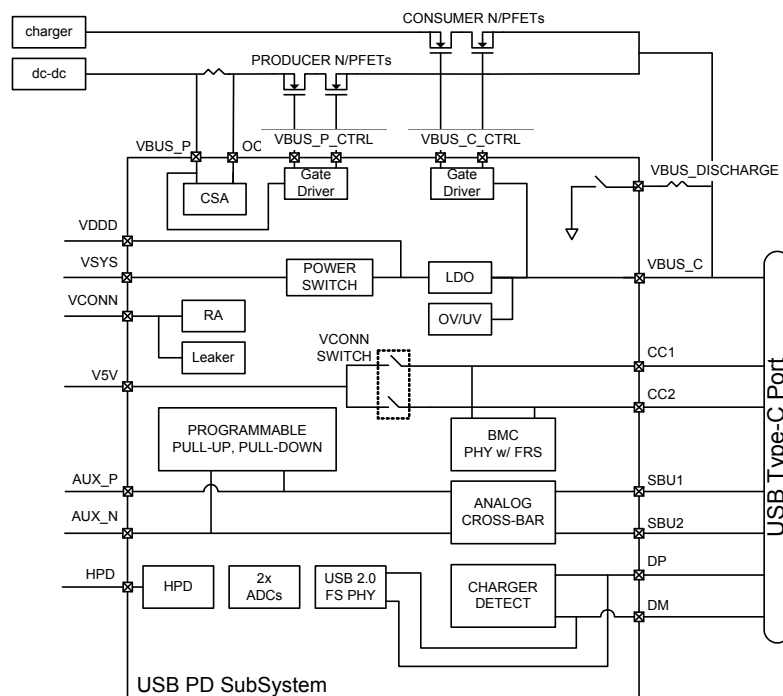 CONSUMER N/PFETs
charger
PRODUCER N/PFETs
dc-dc
VBUS_P
OC
VBUS_P_CTRL
VBUS_C_CTRL
Gate
Driver
Gate
Driver
VBUS_DISCHARGE
CSA
VDDD
VSYS
POWER
SWITCH
LDO
VBUS_C
VCONN
RA
OV/UV
Leaker
VCONN
SWITCH
CC1
V5V
CC2
PROGRAMMABLE
PULL-UP, PULL-DOWN
BMC
PHY w/ FRS
AUX_P
ANALOG
CROSS-BAR
SBU1
AUX_N
SBU2
USB Type-C Port
HPD
HPD
2x
ADCs
USB 2.0
FS PHY
CHARGER
DETECT
DP
DM
USB PD SubSystem